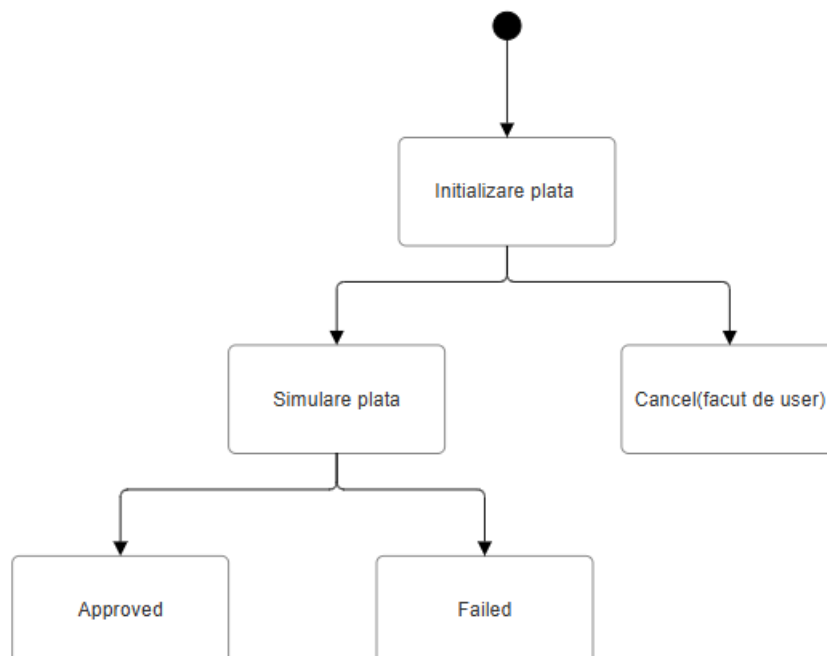 Initializare plata
Simulare plata
Cancel(facut de user)
Approved
Failed